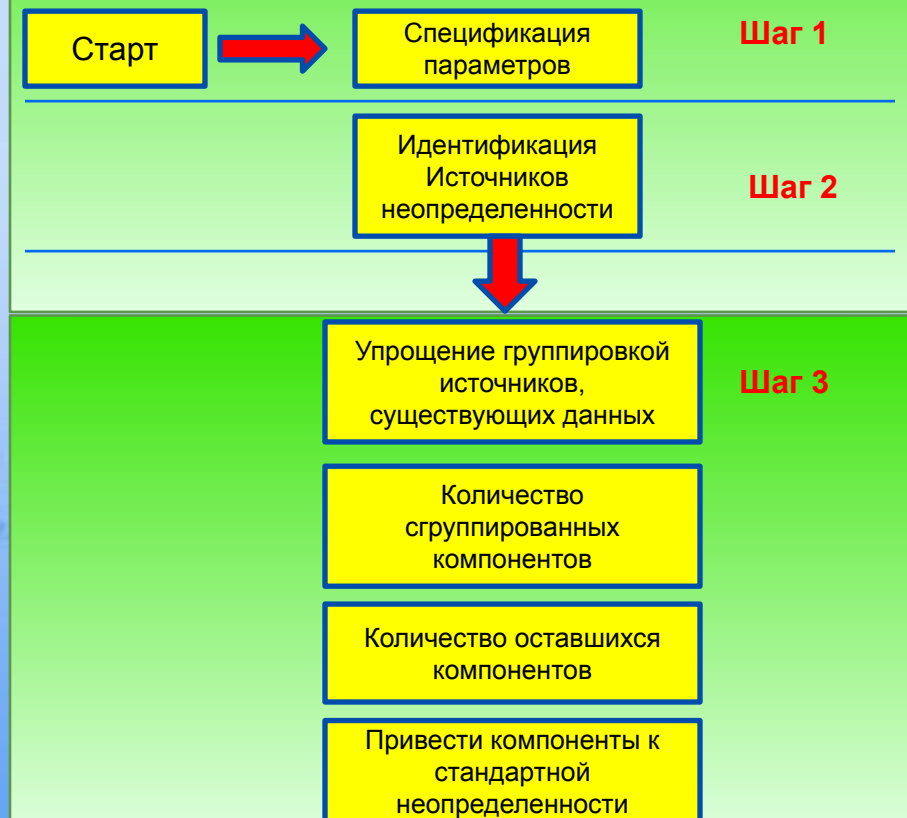 Старт
Спецификация
параметров
Шаг 1
Идентификация
Источников
неопределенности
Шаг 2
Упрощение группировкой
источников,
существующих данных
Шаг 3
Количество
сгруппированных
компонентов
Количество оставшихся
компонентов
Привести компоненты к
стандартной
неопределенности